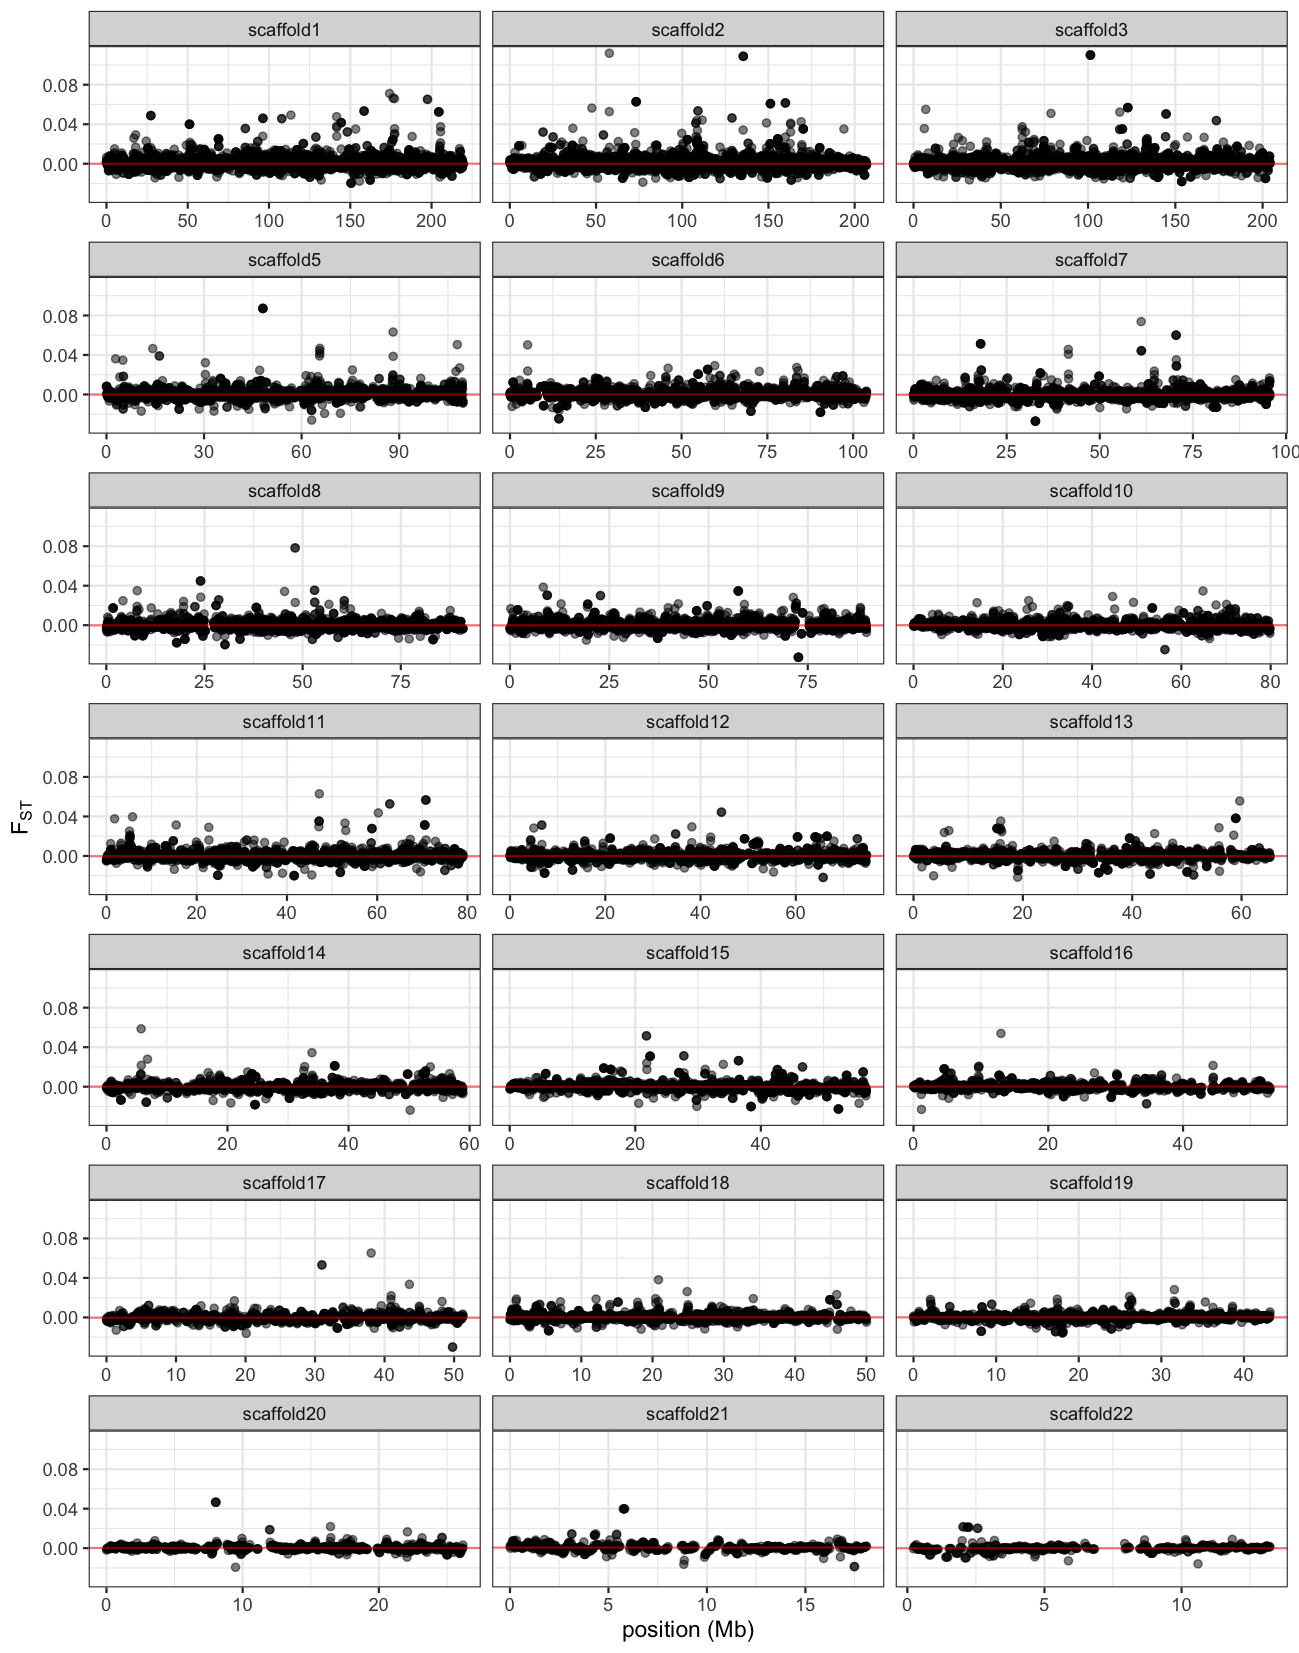 scaffold1 scaffold2 scaffold3
0.08
0.04
0.00
0 50 100 150 200 0 50 100 150 200 0 50 100 150 200
scaffold5 scaffold6 scaffold7
0.08
0.04
0.00
0 30 60 90 0 25 50 75 100 0 25 50 75 100
scaffold8 scaffold9 scaffold10
0.08
0.04
0.00
0 25 50 75 0 25 50 75 0 20 40 60 80
scaffold11 scaffold12 scaffold13
0.08
0.04
0.00
0 20 40 60 80 0 20 40 60 0 20 40 60
FST
scaffold14 scaffold15 scaffold16
0.08
0.04
0.00
0 20 40 60 0 20 40 0 20 40
scaffold17 scaffold18 scaffold19
0.08
0.04
0.00
0 10 20 30 40 50 0 10 20 30 40 50 0 10 20 30 40
scaffold20 scaffold21 scaffold22
0.08
0.04
0.00
0 10 20 0 5 10 15 0 5 10
position (Mb)